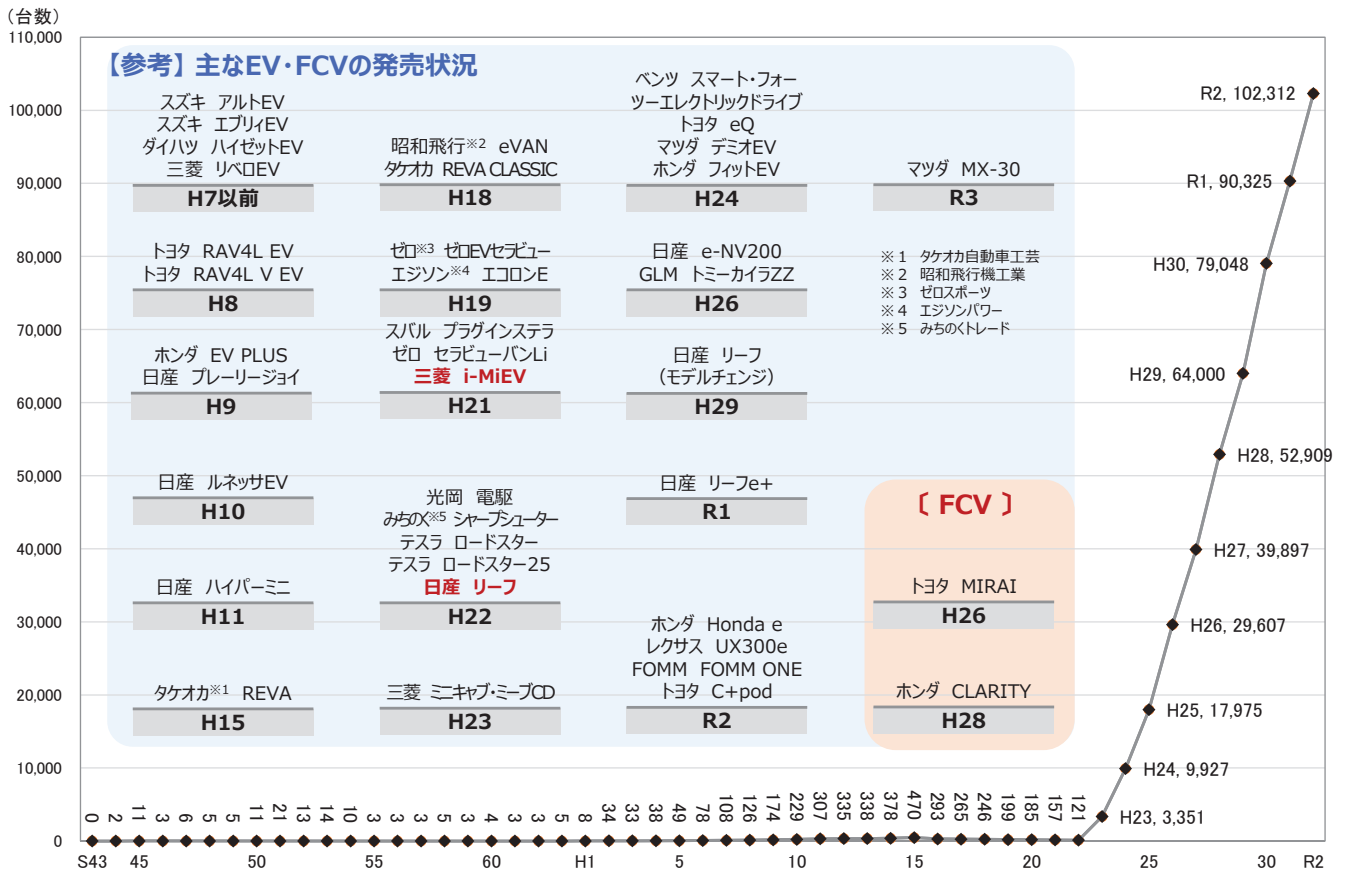 （台数）
110,000
100,000
90,000
80,000
70,000
60,000
50,000
40,000
30,000
20,000
10,000
0
【参考】主なEV･FCVの発売状況
スズキ アルトEV
スズキ エブリィEV
ダイハツ ハイゼットEV
三菱 リベロEV
H7以前
トヨタ RAV4L EV
トヨタ RAV4L V EV
H8
ホンダ EV PLUS
日産 プレーリージョイ
H9
日産 ルネッサEV
H10
日産 ハイパーミニ
H11
タケオカ※1 REVA
H15
昭和飛行※2 eVAN
タケオカ REVA CLASSIC
H18
ゼロ※3 ゼロEVセラビュー
エジソン※4 エコロンE
H19
スバル プラグインステラ
ゼロ セラビューバンLi
三菱 i-MiEV
H21
光岡 電駆
みちのく※5 シャープシューター
テスラ ロードスター
テスラ ロードスター25
日産 リーフ
H22
三菱 ミニキャブ･ミーブCD
H23
ベンツ スマート･フォー
ツーエレクトリックドライブ
トヨタ eQ
マツダ デミオEV
ホンダ フィットEV
H24
日産 e-NV200
GLM トミーカイラZZ
H26
日産 リーフ
（モデルチェンジ）
H29
日産 リーフe+
R1
ホンダ Honda e
レクサス UX300e
FOMM FOMM ONE
トヨタ C+pod
R2
マツダ MX-30
R3
※１ タケオカ自動車工芸
※２ 昭和飛行機工業
※３ ゼロスポーツ
※４ エジソンパワー
※５ みちのくトレード
〔 FCV 〕
トヨタ MIRAI
H26
ホンダ CLARITY
H28
R2, 102,312
R1, 90,325
H30, 79,048
H29, 64,000
H28, 52,909
H27, 39,897
H26, 29,607
H25, 17,975
H24, 9,927
H23, 3,351
0 2 11 3 6 5 5 11 21 13 14 10 3 3 3 5 3 4 3 3 5 8 34 33 38 49 78 108 126 174 229 307 335 338 378 470 293 265 246 199 185 157 121
S43 45 50 55 60 H1 5 10 15 20 25 30 R2